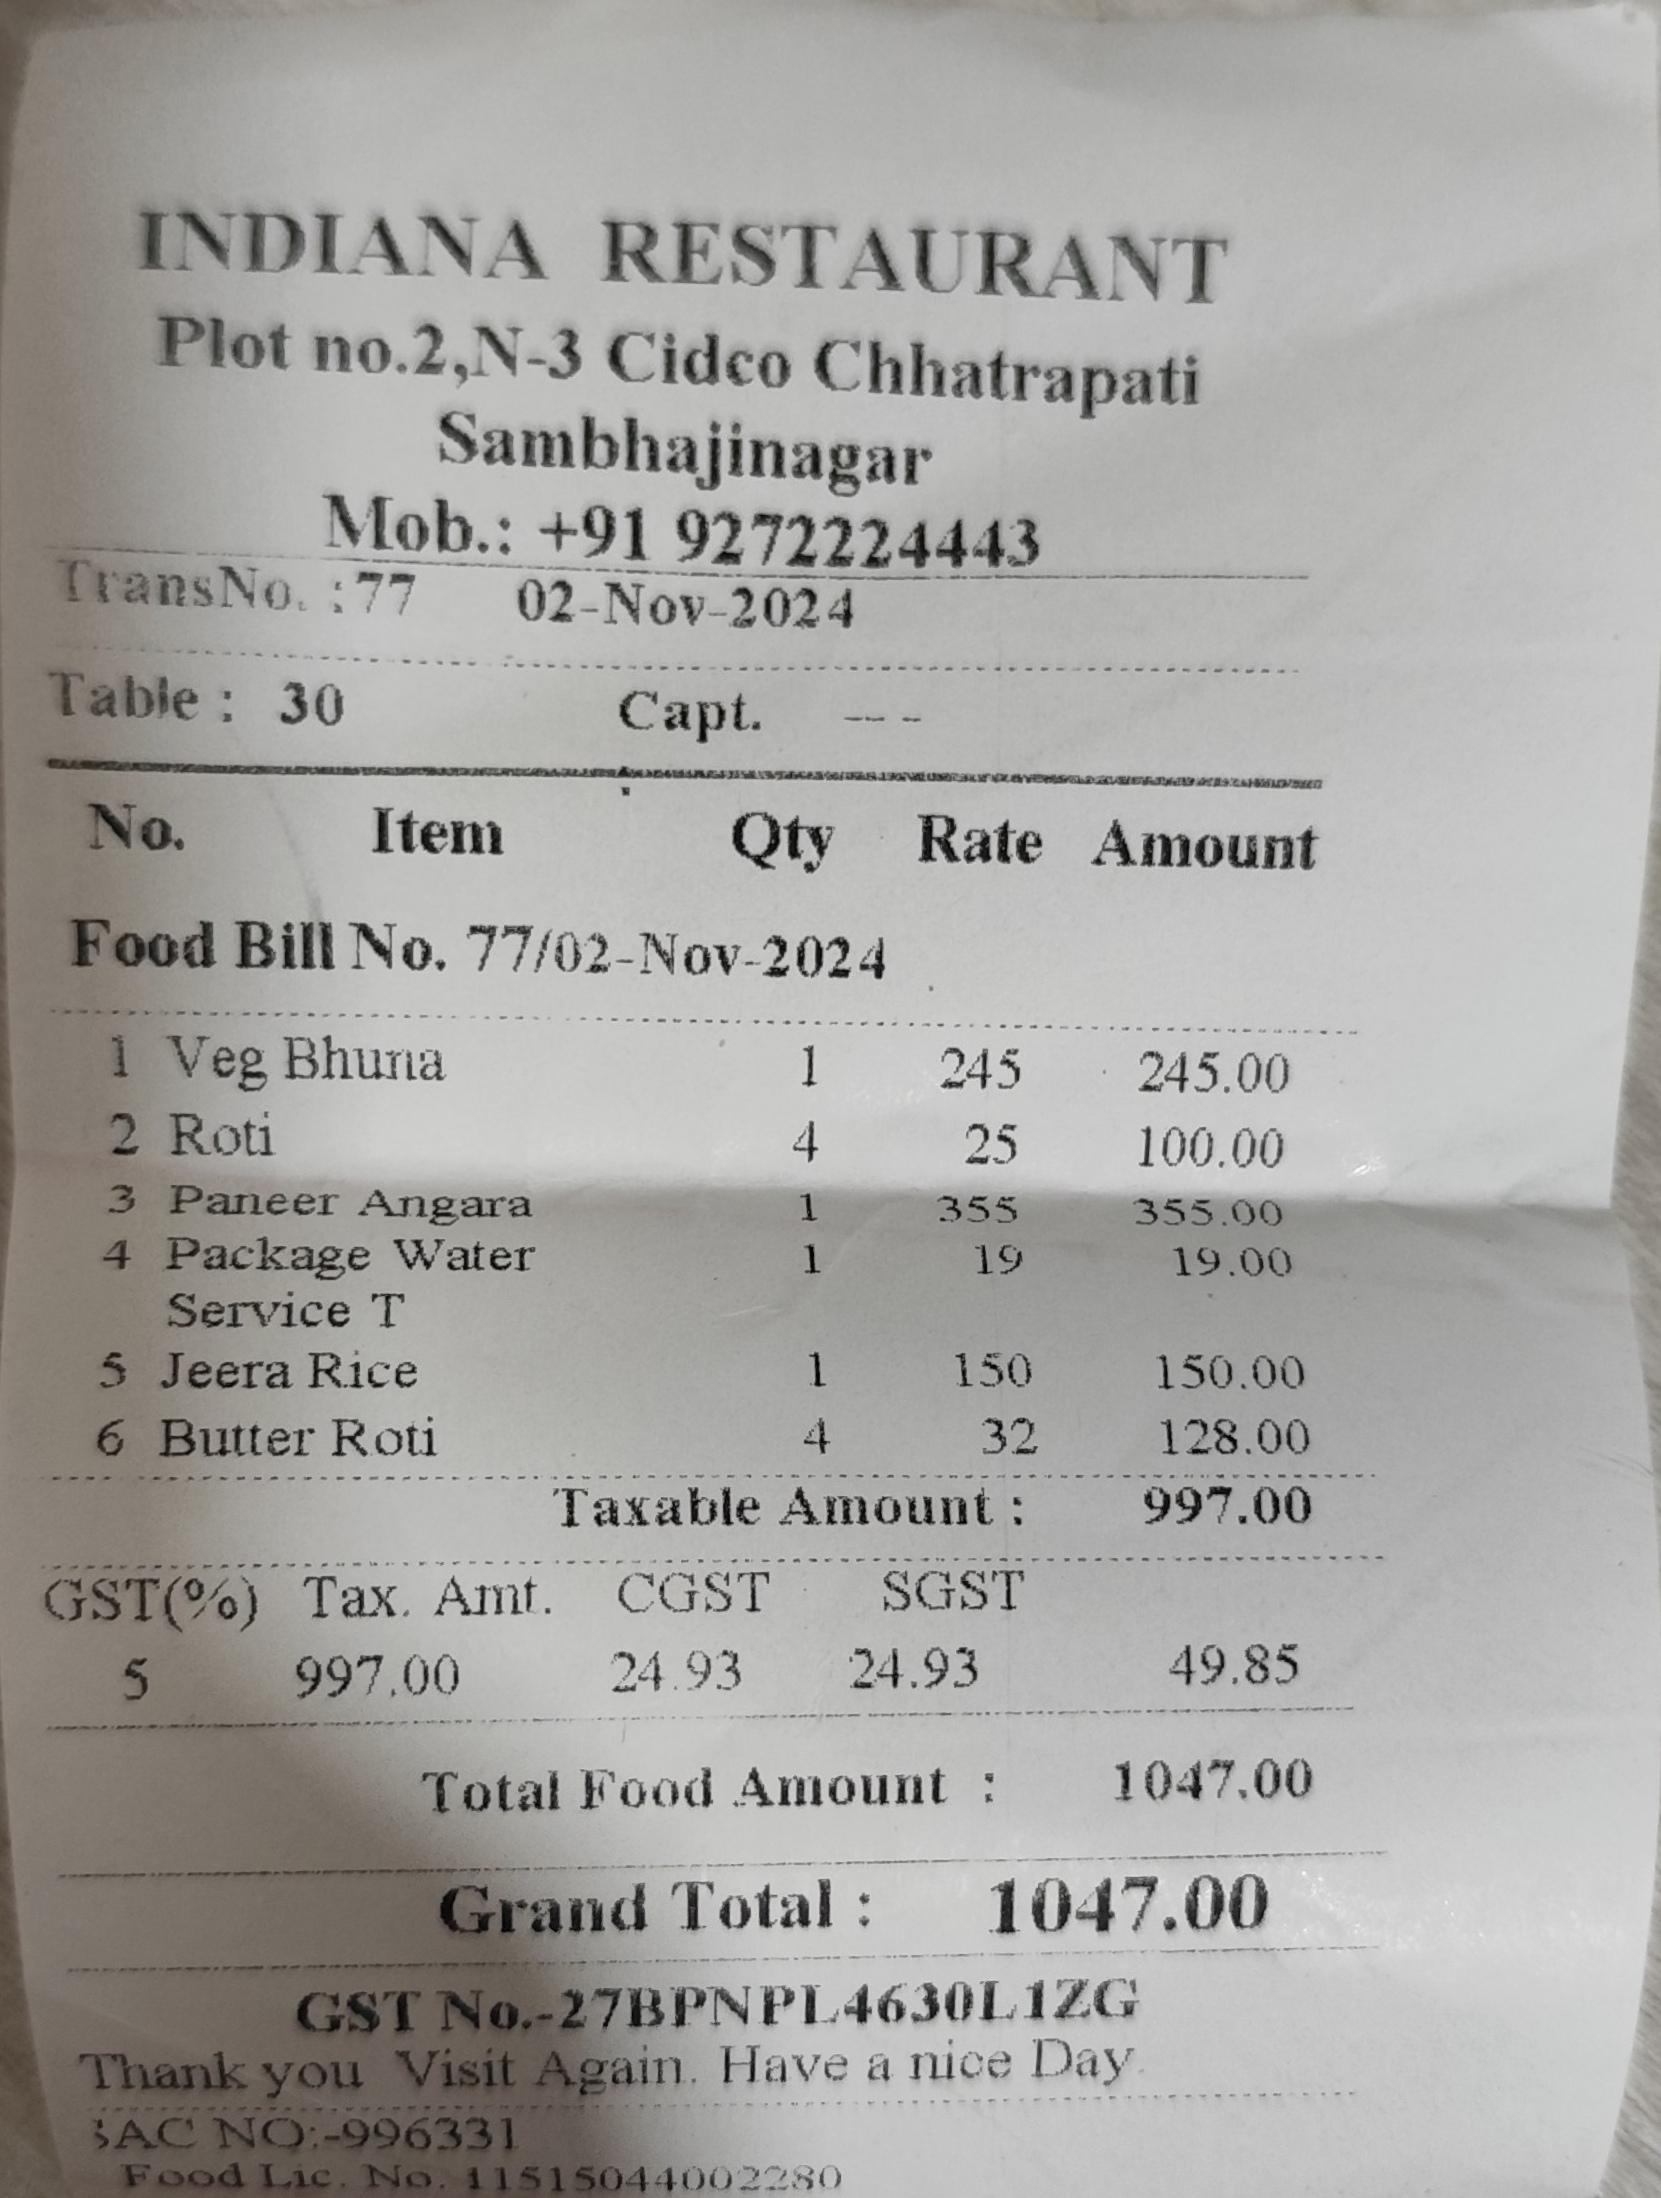 INDIANA RESTAURANT
Plot no.2,N-3 Cidco Chhatrapati
Sambhajinagar
Mob.: +91 9272224443
TransNo. :77 02-Nov-2024
Table : 30 Capt. -- -
No. Item Qty Rate Amount
Food Bill No. 77/02-Nov-2024
1 Veg Bhuna 1 245 245.00
2 Roti 4 25 100.00
3 Paneer Angara 1 355 355.00
4 Package Water 1 19 19.00
Service T
5 Jeera Rice 1 150 150.00
6 Butter Roti 4 32 128.00
Taxable Amount : 997.00
GST(%) Tax. Amt. CGST SGST
5 997.00 24.93 24.93 49.85
Total Food Amount : 1047.00
Grand Total : 1047.00
GST No.-27BPNPL4630L1ZG
Thank you Visit Again. Have a nice Day.
SAC NO:-996331
Food Lic. No. 11515044002280